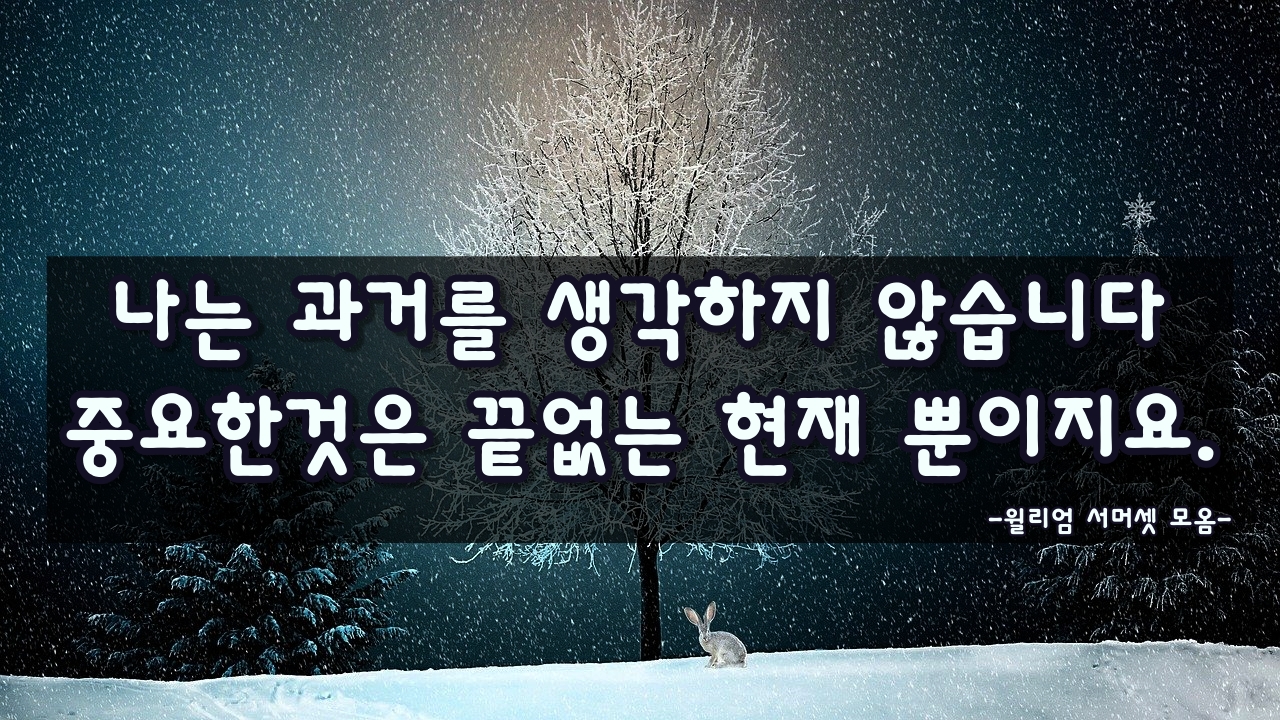 나는 과거를 생각하지 않습니다
중요한것은 끝없는 현재 뿐이지요.
-윌리엄 서머셋 모옴-